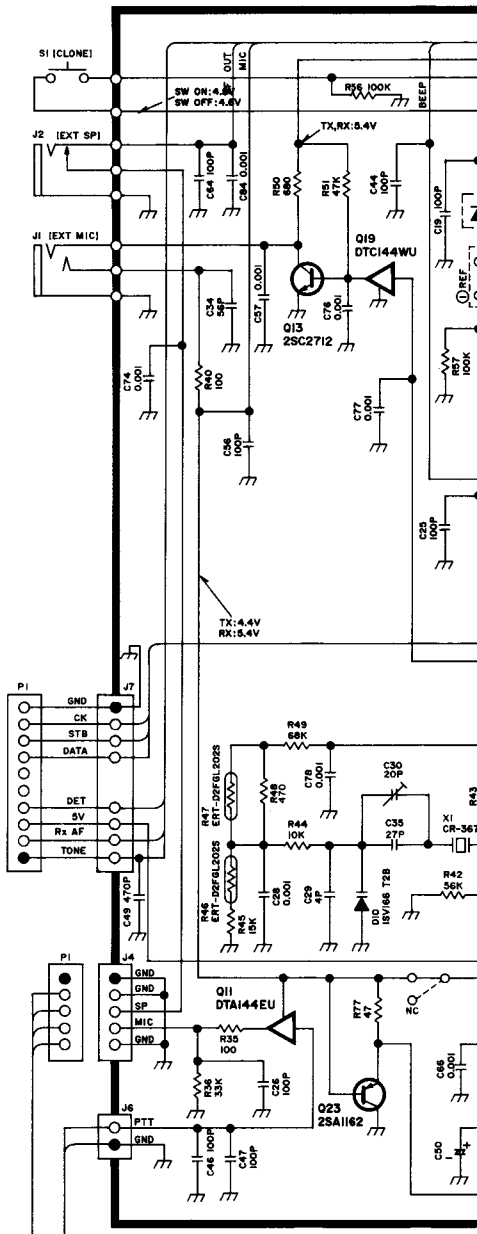 S1 [CLONE]
OUT
MIC
BEEP
R56 100K
SW ON:4.8V
SW OFF:4.6V
J2 [EXT SP]
TX,RX:5.4V
C64 100P
C84 0.001
R50 680
R51 47K
C44 100P
C19 100P
J1 [EXT MIC]
Q19
DTC144WU
⊖REF
C57 0.001
C34 56P
C76 0.001
Q13
2SC2712
C74 0.001
R40 100
R57 100K
C77 0.001
C56 100P
C25 100P
TX:4.4V
RX:5.4V
P1
J7
GND
CK
STB
DATA
DET
5V
Rx AF
TONE
R49
68K
C78 0.001
C30
20P
R47
ERT-D2FGL202S
R48 470
R44
10K
C35
27P
X1
CR-367
R43
R46
ERT-D2FGL202S
R45 15K
C28 0.001
C29 4P
D10
1SV166 T2B
R42
56K
C49 470P
P1
J4
GND
GND
SP
MIC
GND
Q11
DTA144EU
R35
100
R36 33K
C26 100P
R77 47
NC
Q23
2SA1162
C66 0.001
J6
PTT
GND
C46 100P
C47 100P
C50